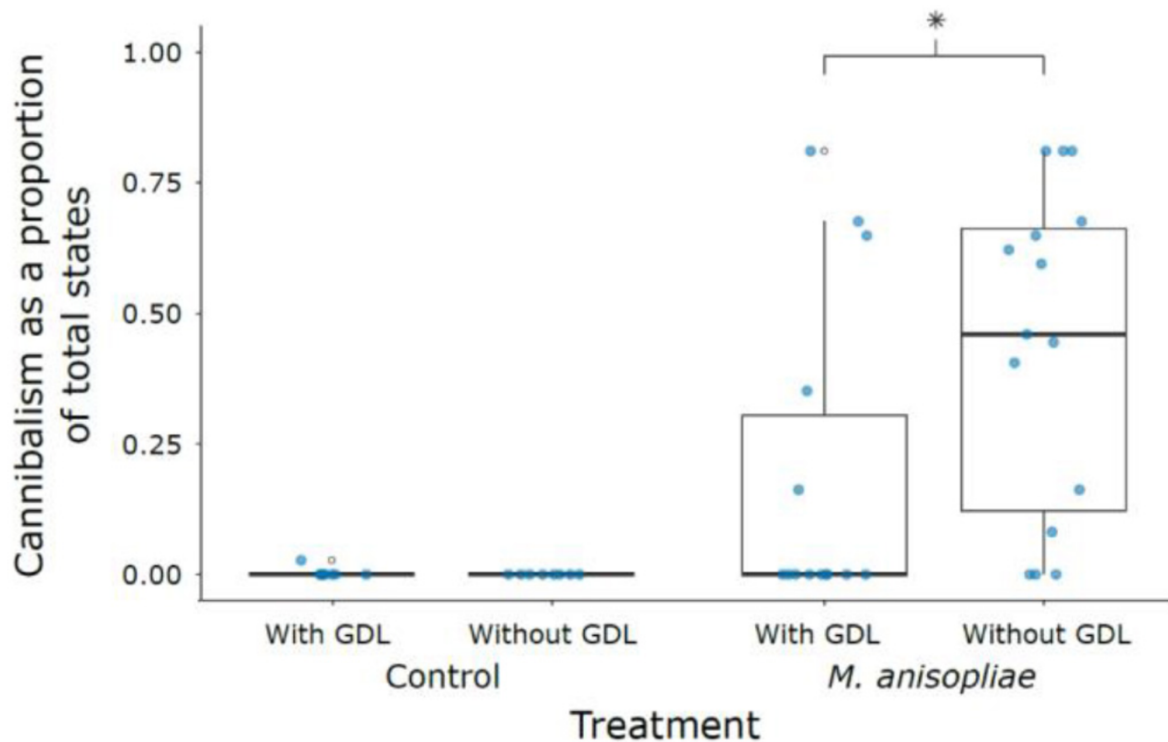 *
Cannibalism as a proportion
of total states
1.00
0.75
0.50
0.25
0.00
With GDL Without GDL With GDL Without GDL
Control M. anisopliae
Treatment